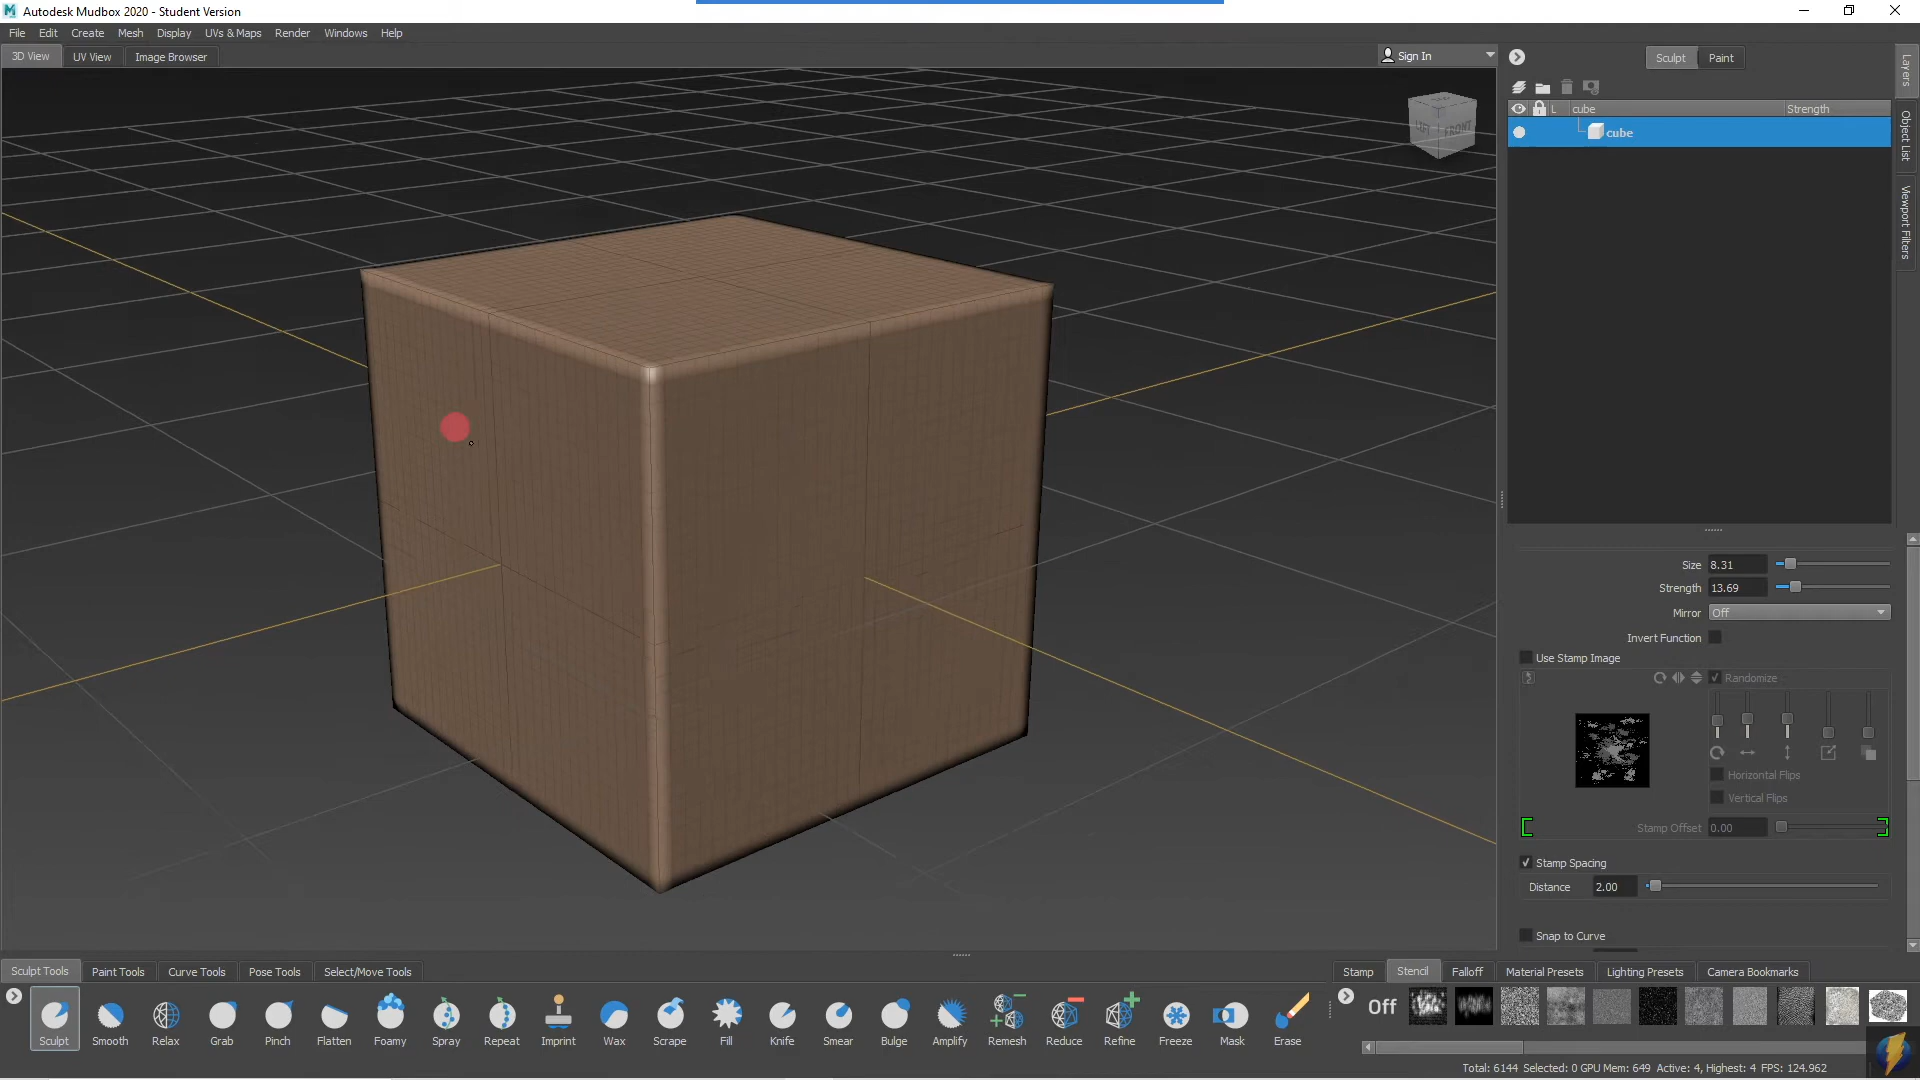 Autodesk Mudbox 2020 - Student Version
File Edit Create Mesh Display UVs & Maps Render Windows Help
3D View UV View Image Browser
Sign In
Sculpt Paint
Layers
Object List
Viewport Filters
L cube Strength
cube
LEFT FRONT
Size 8.31
Strength 13.69
Mirror Off
Invert Function
Use Stamp Image
Randomize
Horizontal Flips
Vertical Flips
Stamp Offset 0.00
Stamp Spacing
Distance 2.00
Snap to Curve
Sculpt Tools Paint Tools Curve Tools Pose Tools Select/Move Tools
Stamp Stencil Falloff Material Presets Lighting Presets Camera Bookmarks
Off
Sculpt Smooth Relax Grab Pinch Flatten Foamy Spray Repeat Imprint Wax Scrape Fill Knife Smear Bulge Amplify Remesh Reduce Refine Freeze Mask Erase
Total: 6144 Selected: 0 GPU Mem: 649 Active: 4, Highest: 4 FPS: 124.962